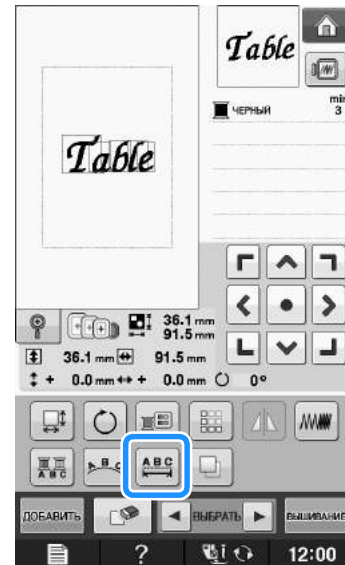 Table
Table
ЧЕРНЫЙ
min
3
36.1 mm
91.5 mm
36.1 mm 91.5 mm
+ 0.0 mm + 0.0 mm 0°
A B C
A B C
A B C
ДОБАВИТЬ ВЫБРАТЬ ВЫШИВАНИЕ
? 12:00